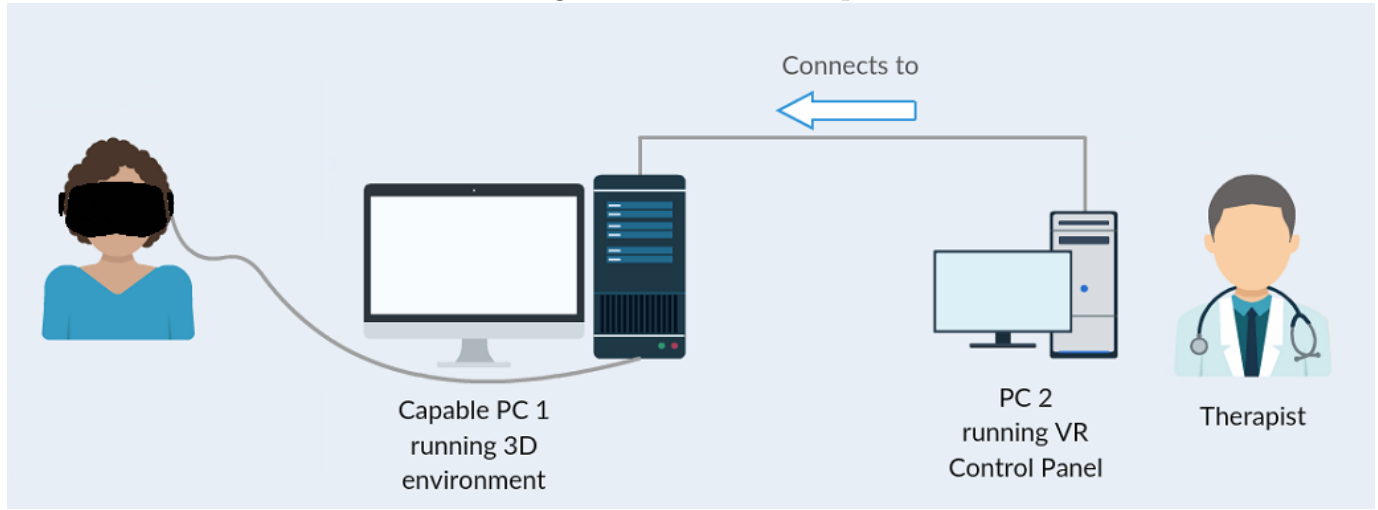 Connects to
Capable PC 1
running 3D
environment
PC 2
running VR
Control Panel
Therapist